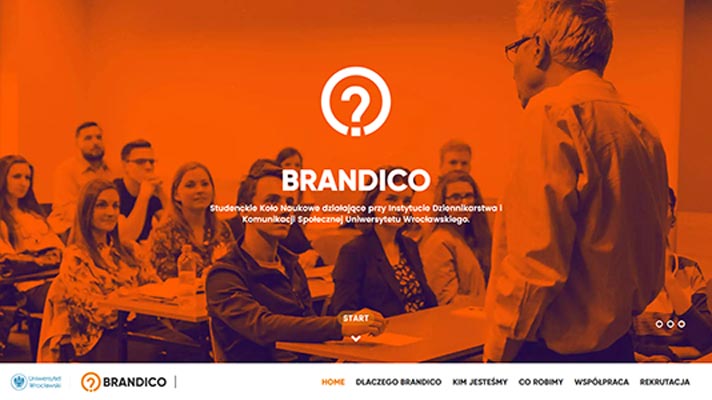 BRANDICO
Studenckie Koło Naukowe działające przy Instytucie Dziennikarstwa i
Komunikacji Społecznej Uniwersytetu Wrocławskiego.
START
Uniwersytet
Wrocławski
BRANDICO
HOME DLACZEGO BRANDICO KIM JESTEŚMY CO ROBIMY WSPÓŁPRACA REKRUTACJA